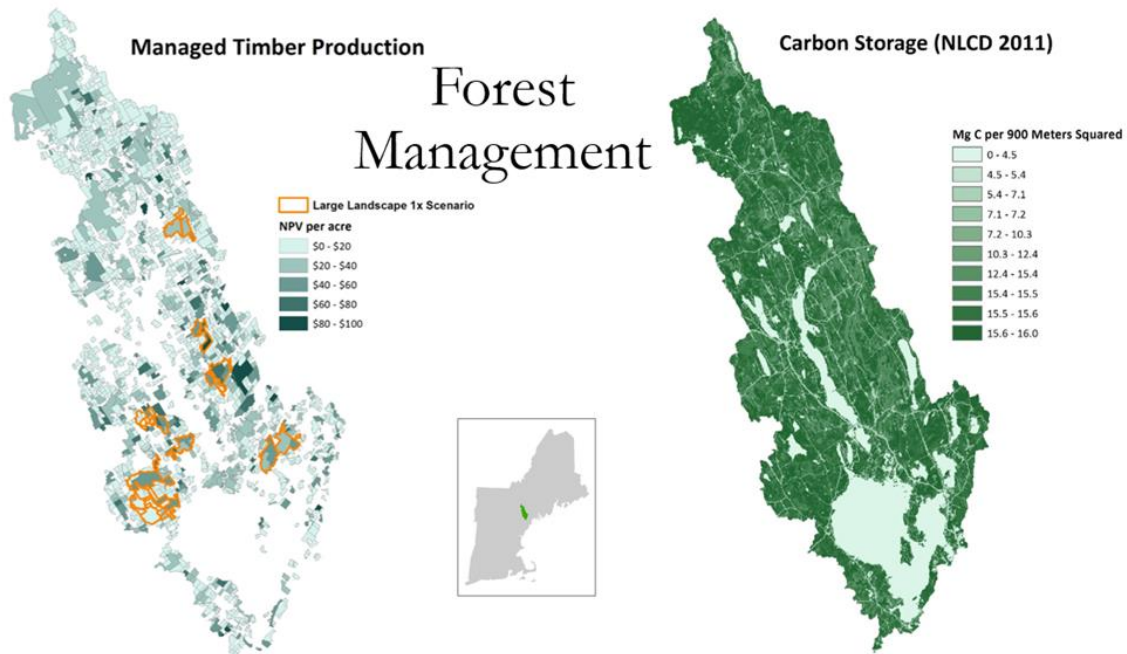 Managed Timber Production
Forest
Management
Carbon Storage (NLCD 2011)
Large Landscape 1x Scenario
NPV per acre
$0 - $20
$20 - $40
$40 - $60
$60 - $80
$80 - $100
Mg C per 900 Meters Squared
0 - 4.5
4.5 - 5.4
5.4 - 7.1
7.1 - 7.2
7.2 - 10.3
10.3 - 12.4
12.4 - 15.4
15.4 - 15.5
15.5 - 15.6
15.6 - 16.0